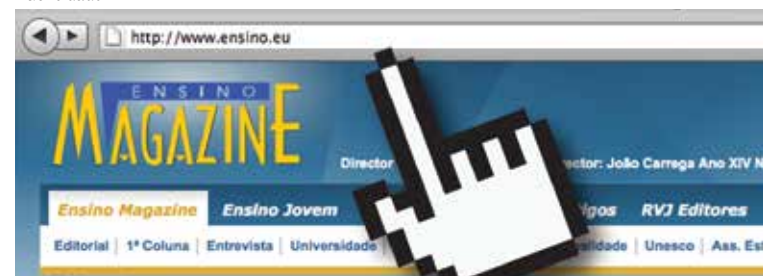 http://www.ensino.eu
ENSINO
MAGAZINE
Director
ector: João Carrega Ano XIV N
Ensino Magazine Ensino Jovem igos RVJ Editores
Editorial | 1ª Coluna | Entrevista | Universidade alidade | Unesco | Ass. Est